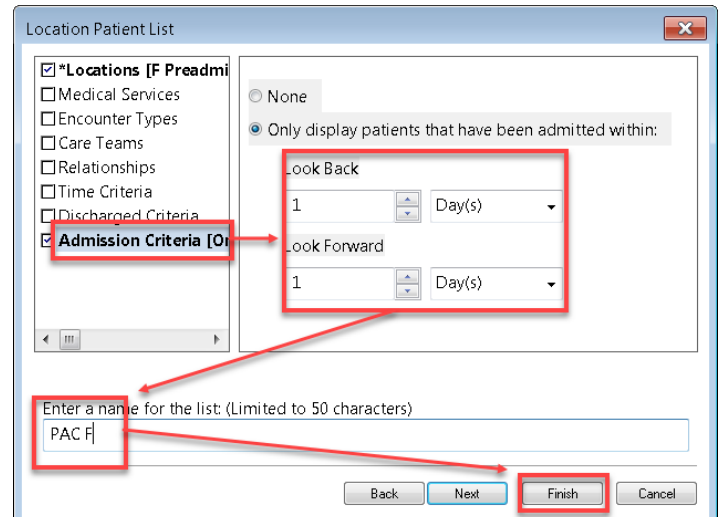 Location Patient List
*Locations [F Preadmi
Medical Services
Encounter Types
Care Teams
Relationships
Time Criteria
Discharged Criteria
Admission Criteria [Or
None
Only display patients that have been admitted within:
Look Back
1 Day(s)
Look Forward
1 Day(s)
Enter a name for the list: (Limited to 50 characters)
PAC F
Back Next Finish Cancel